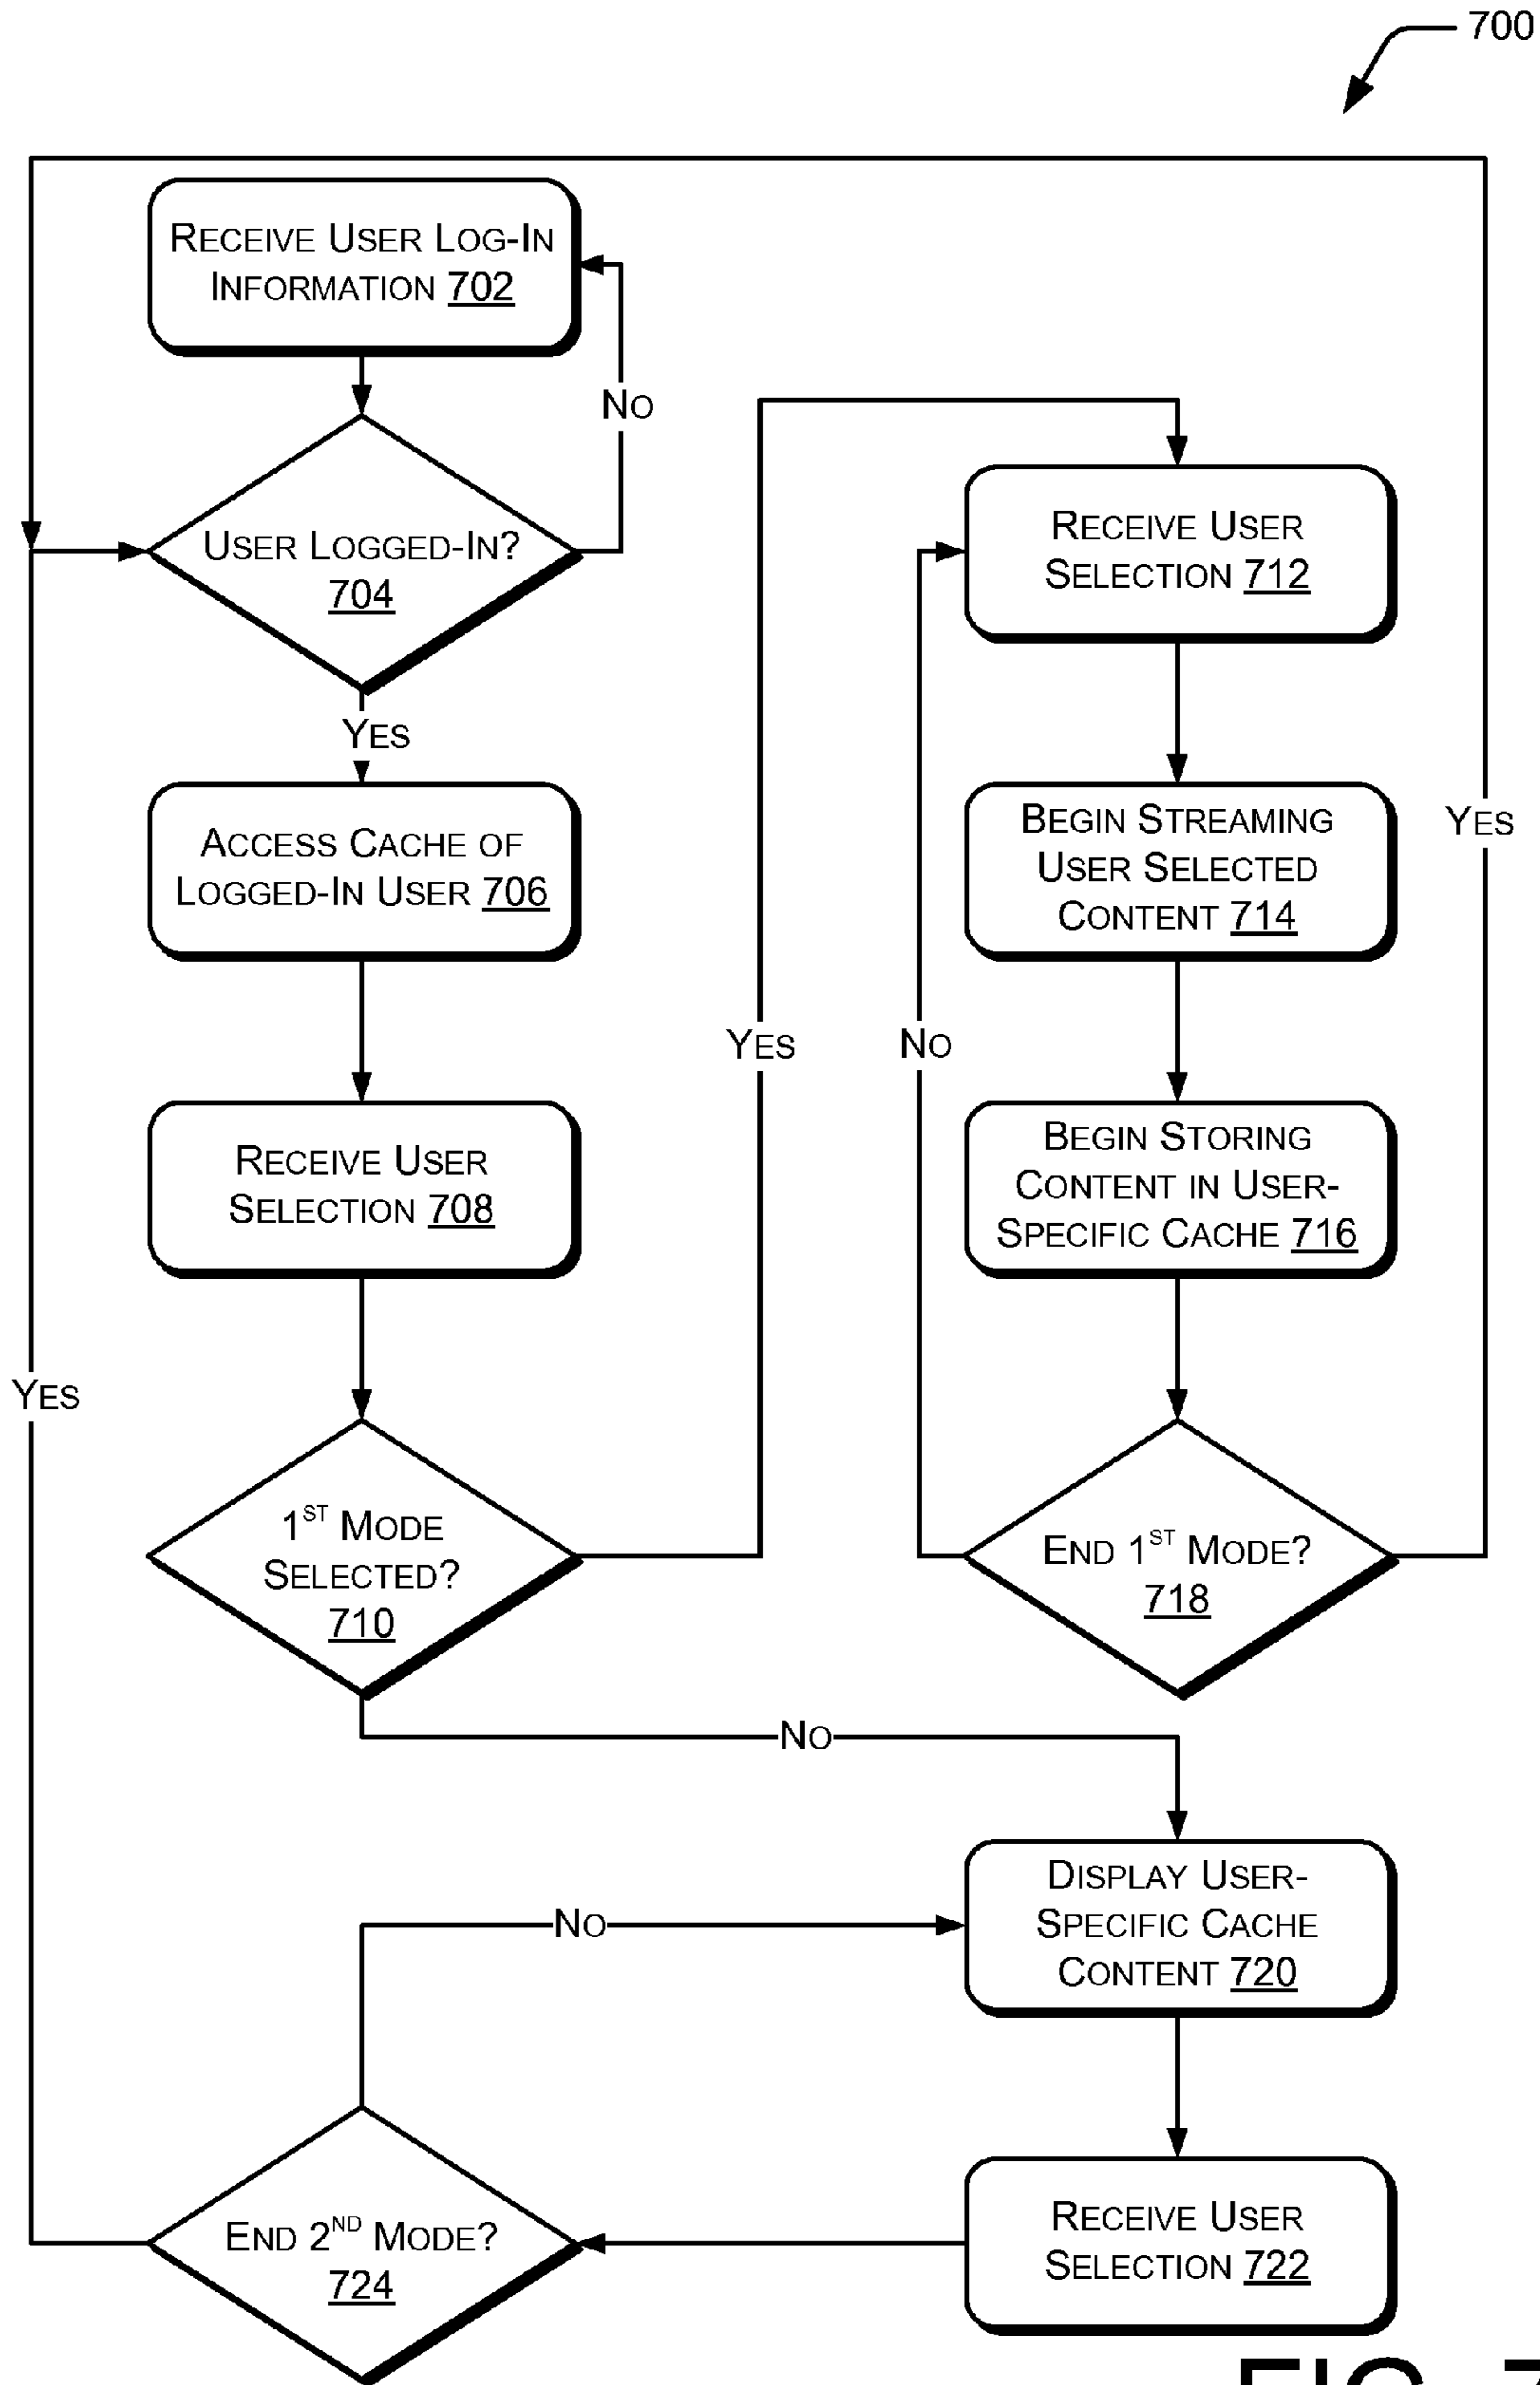 700
RECEIVE USER LOG-IN
INFORMATION 702
NO
USER LOGGED-IN?
704
YES
ACCESS CACHE OF
LOGGED-IN USER 706
RECEIVE USER
SELECTION 708
1ST MODE
SELECTED?
710
YES
NO
RECEIVE USER
SELECTION 712
BEGIN STREAMING
USER SELECTED
CONTENT 714
BEGIN STORING
CONTENT IN USER-
SPECIFIC CACHE 716
END 1ST MODE?
718
NO
YES
DISPLAY USER-
SPECIFIC CACHE
CONTENT 720
RECEIVE USER
SELECTION 722
END 2ND MODE?
724
NO
YES
FIG. 7